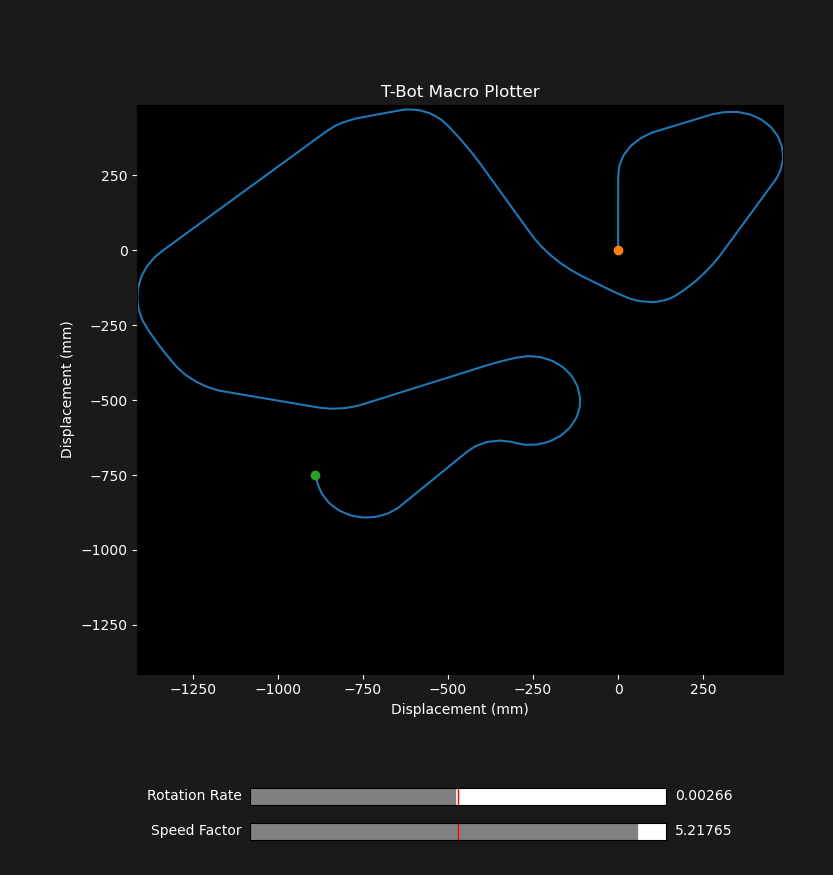 T-Bot Macro Plotter
250
0
−250
−500
−750
−1000
−1250
Displacement (mm)
−1250 −1000 −750 −500 −250 0 250
Displacement (mm)
Rotation Rate 0.00266
Speed Factor 5.21765